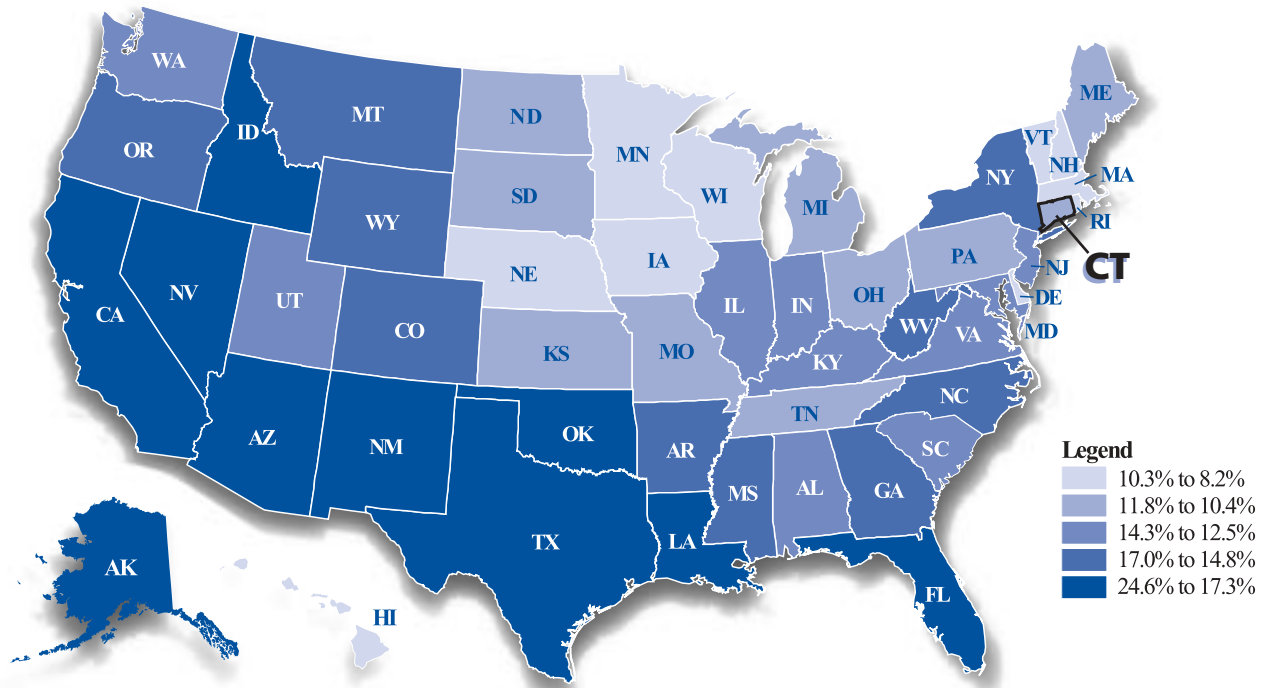 WA
MT
ND
MN
ME
VT
NH
MA
OR
ID
SD
WI
MI
NY
RI
WY
NE
IA
PA
CT
NJ
NV
UT
CO
KS
MO
IL
IN
OH
DE
CA
WV
VA
MD
KY
AZ
NM
OK
AR
TN
NC
SC
MS
AL
GA
TX
LA
FL
AK
HI
Legend
10.3% to 8.2%
11.8% to 10.4%
14.3% to 12.5%
17.0% to 14.8%
24.6% to 17.3%